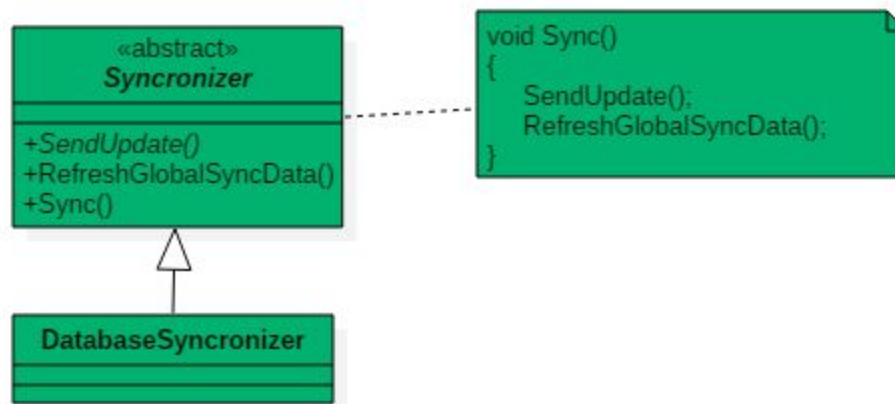 «abstract»
Syncronizer
+SendUpdate()
+RefreshGlobalSyncData()
+Sync()
void Sync()
{
SendUpdate();
RefreshGlobalSyncData();
}
DatabaseSyncronizer